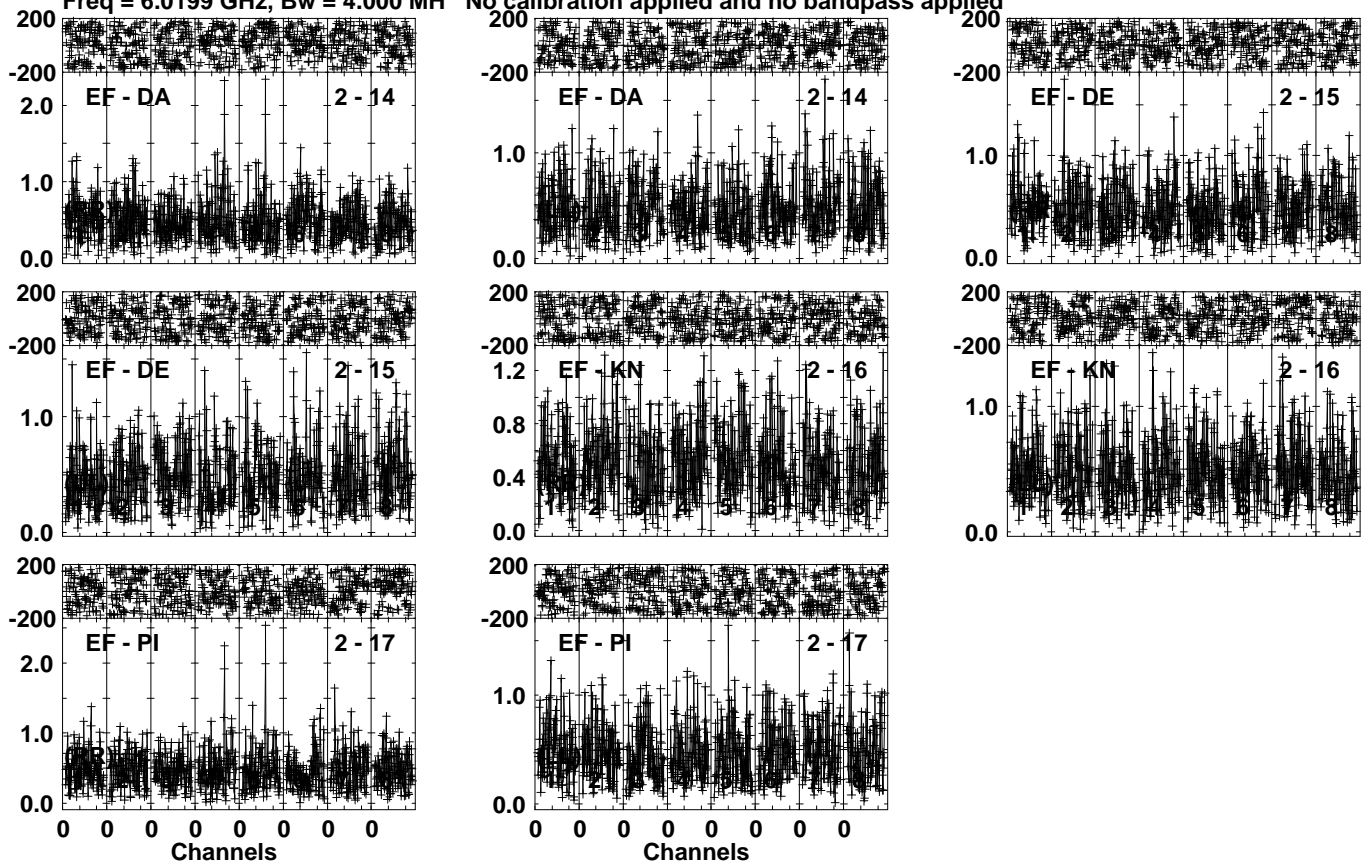 Freq = 6.0199 GHz, Bw = 4.000 MH No calibration applied and no bandpass applied
200 200 200
-200 -200 -200
EF - DA 2 - 14 EF - DA 2 - 14 EF - DE 2 - 15
2.0
1.0 1.0 1.0
0.0 0.0 0.0
200 200 200
-200 -200 -200
EF - DE 2 - 15 EF - KN 2 - 16 EF - KN 2 - 16
1.2
1.0 0.8 1.0
0.4
1 2 3 4 5 6 7 8
0.0 0.0 0.0
200 200
-200 -200
EF - PI 2 - 17 EF - PI 2 - 17
2.0
1.0 1.0
0.0 0.0
0 0 0 0 0 0 0 0 0 0 0 0 0 0 0 0
Channels Channels